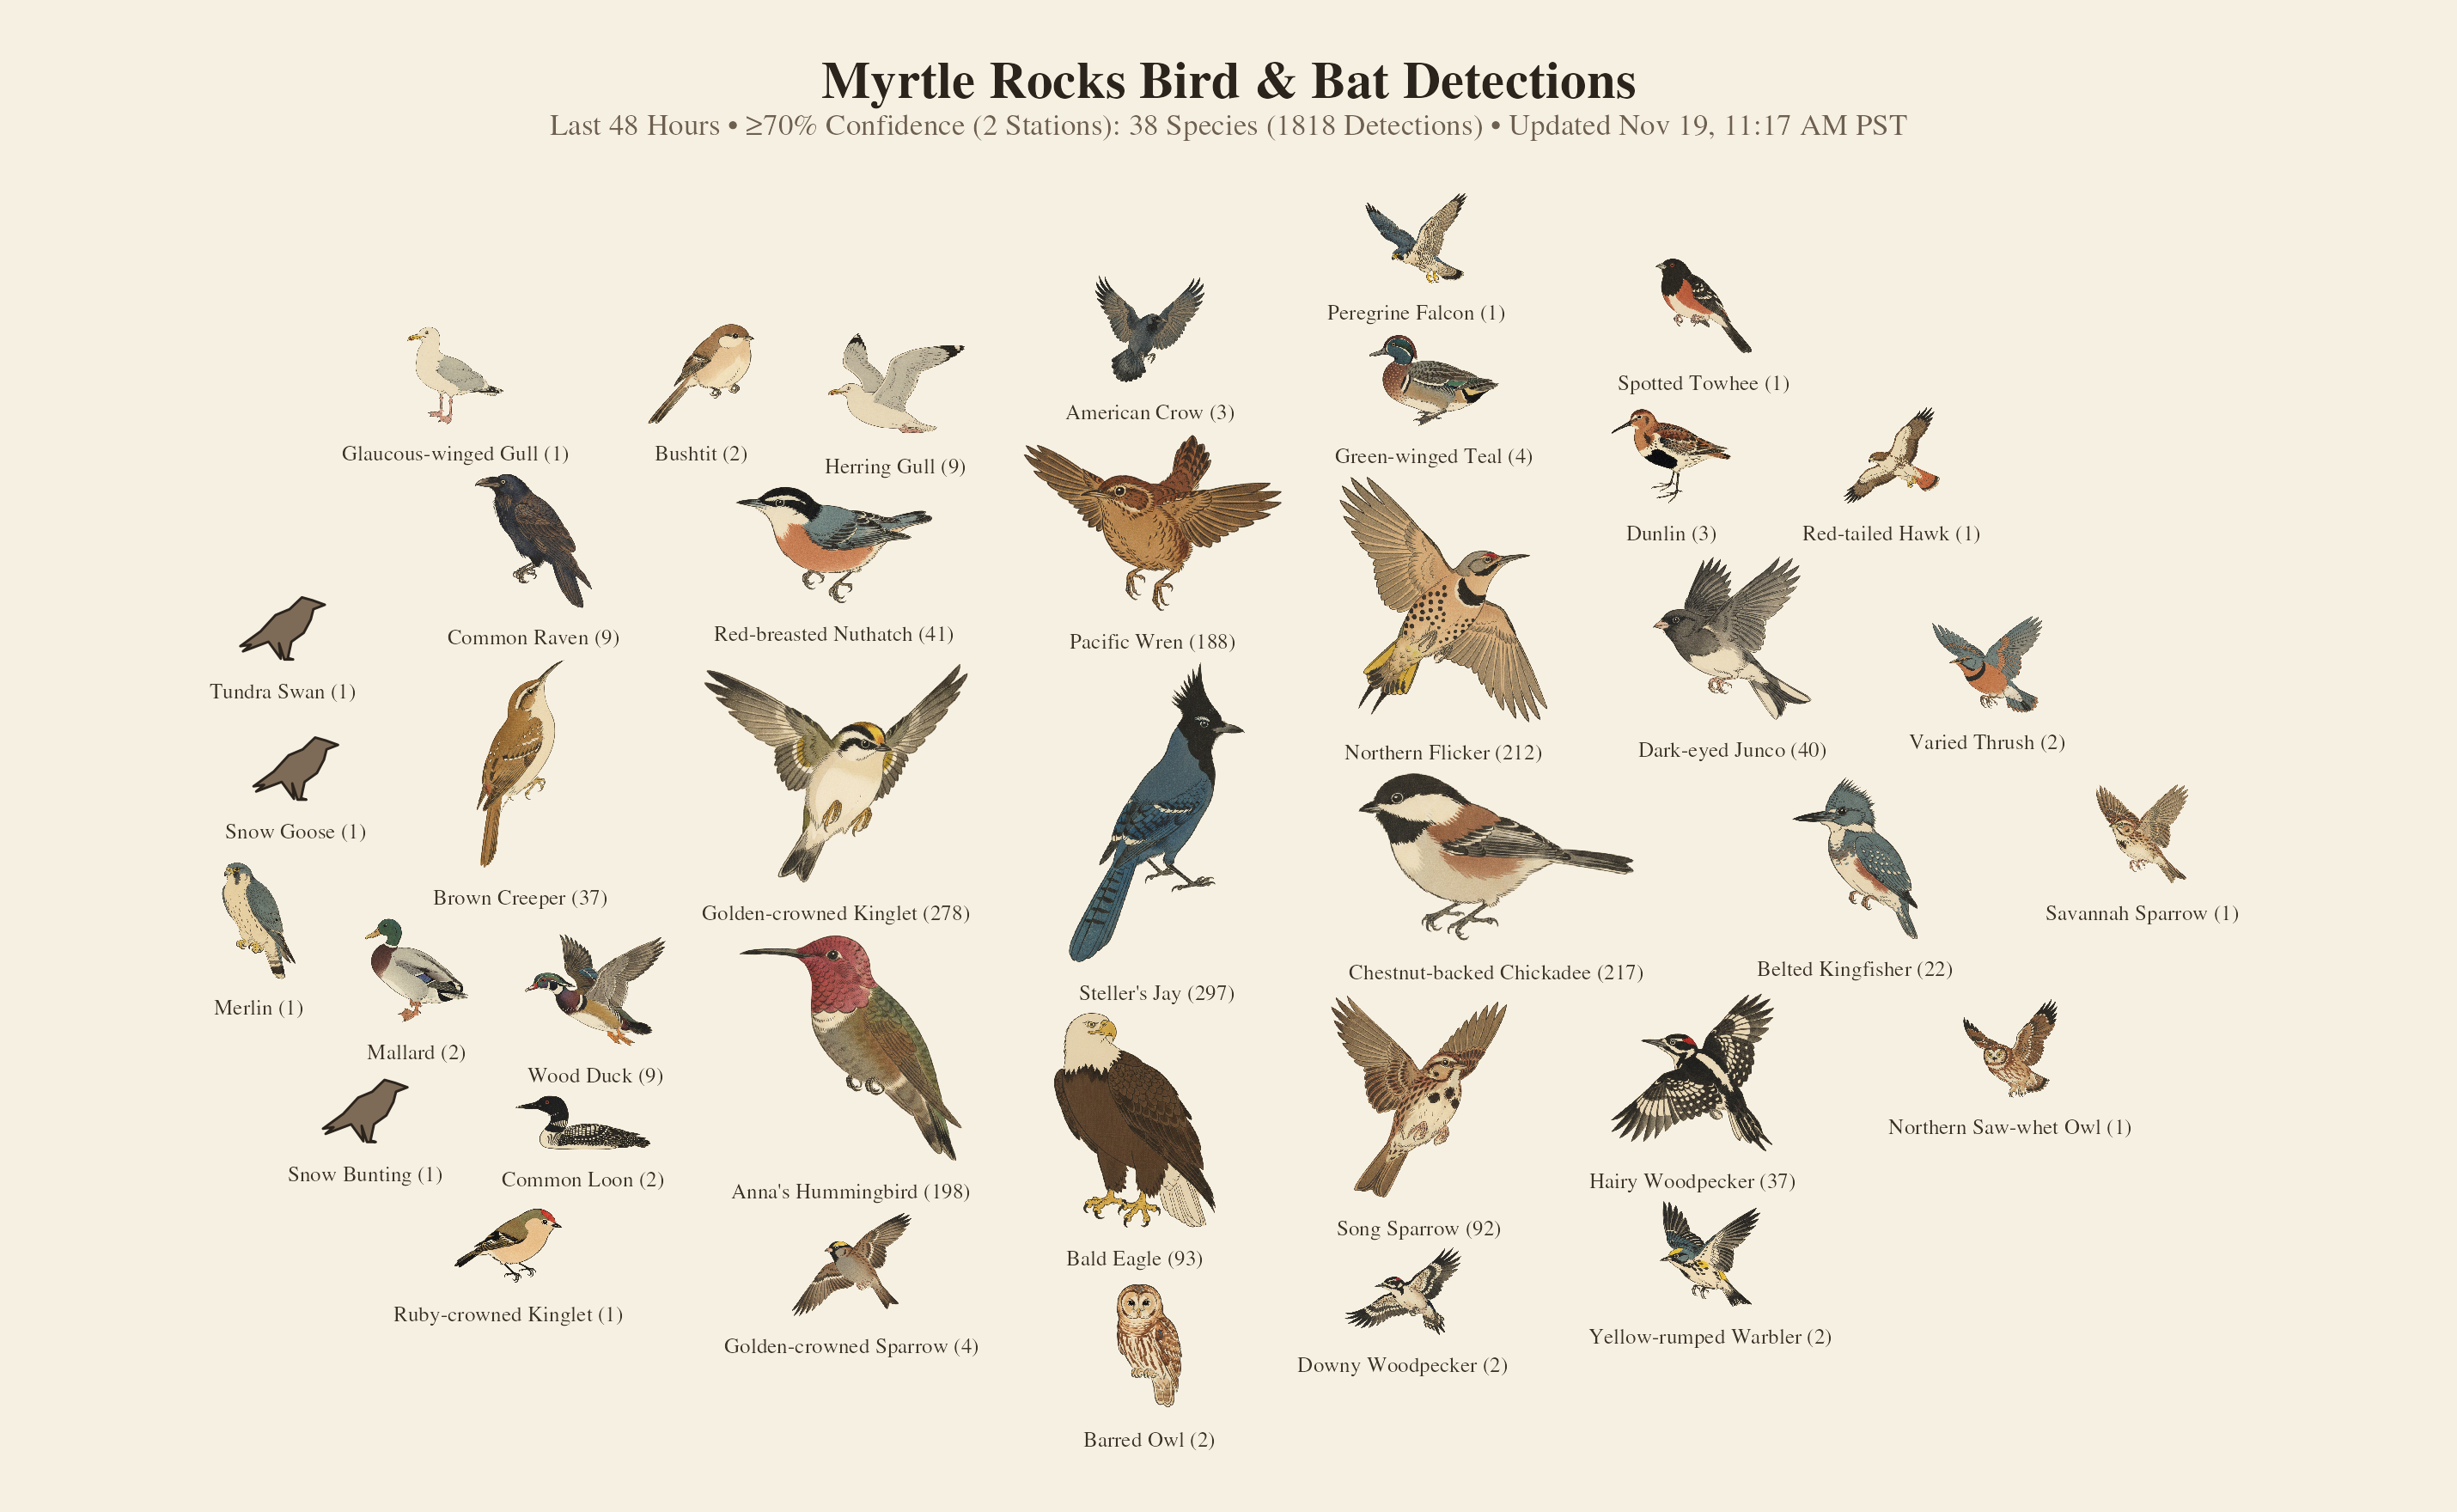 Myrtle Rocks Bird & Bat Detections
Last 48 Hours • ≥70% Confidence (2 Stations): 38 Species (1818 Detections) • Updated Nov 19, 11:17 AM PST
Peregrine Falcon (1)
Spotted Towhee (1)
American Crow (3)
Glaucous-winged Gull (1)
Bushtit (2)
Herring Gull (9)
Green-winged Teal (4)
Dunlin (3)
Red-tailed Hawk (1)
Common Raven (9)
Red-breasted Nuthatch (41)
Pacific Wren (188)
Tundra Swan (1)
Northern Flicker (212)
Dark-eyed Junco (40)
Varied Thrush (2)
Snow Goose (1)
Brown Creeper (37)
Golden-crowned Kinglet (278)
Savannah Sparrow (1)
Steller's Jay (297)
Chestnut-backed Chickadee (217)
Belted Kingfisher (22)
Merlin (1)
Mallard (2)
Wood Duck (9)
Northern Saw-whet Owl (1)
Snow Bunting (1)
Common Loon (2)
Anna's Hummingbird (198)
Hairy Woodpecker (37)
Song Sparrow (92)
Bald Eagle (93)
Ruby-crowned Kinglet (1)
Golden-crowned Sparrow (4)
Yellow-rumped Warbler (2)
Downy Woodpecker (2)
Barred Owl (2)